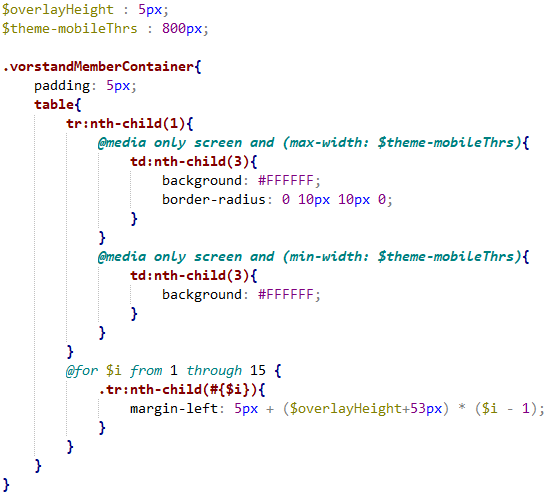 $overlayHeight : 5px;
$theme-mobileThrs : 800px;

.vorstandMemberContainer{
    padding: 5px;
    table{
        tr:nth-child(1){
            @media only screen and (max-width: $theme-mobileThrs){
                td:nth-child(3){
                    background: #FFFFFF;
                    border-radius: 0 10px 10px 0;
                }
            }
            @media only screen and (min-width: $theme-mobileThrs){
                td:nth-child(3){
                    background: #FFFFFF;
                }
            }
        }
        @for $i from 1 through 15 {
            .tr:nth-child(#{$i}){
                margin-left: 5px + ($overlayHeight+53px) * ($i - 1);
            }
        }
    }
}